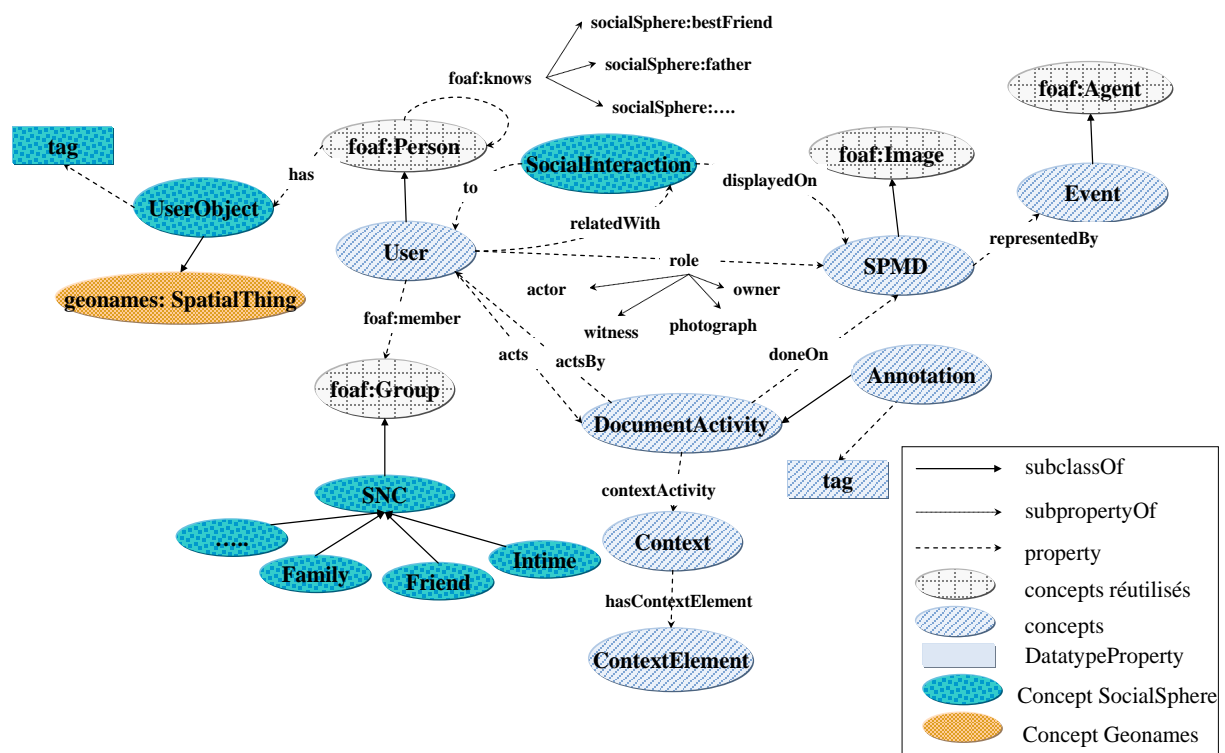 socialSphere:bestFriend
foaf:knows
socialSphere:father
socialSphere:….
foaf:Agent
tag
foaf:Person
SocialInteraction
foaf:Image
has
to
displayedOn
UserObject
Event
relatedWith
User
representedBy
role
SPMD
geonames: SpatialThing
actor
owner
foaf:member
witness
photograph
acts
actsBy
doneOn
foaf:Group
Annotation
DocumentActivity
subclassOf
SNC
contextActivity
tag
subpropertyOf
…..
Context
Intime
property
Family
Friend
concepts réutilisés
hasContextElement
concepts
ContextElement
DatatypeProperty
Concept SocialSphere
Concept Geonames